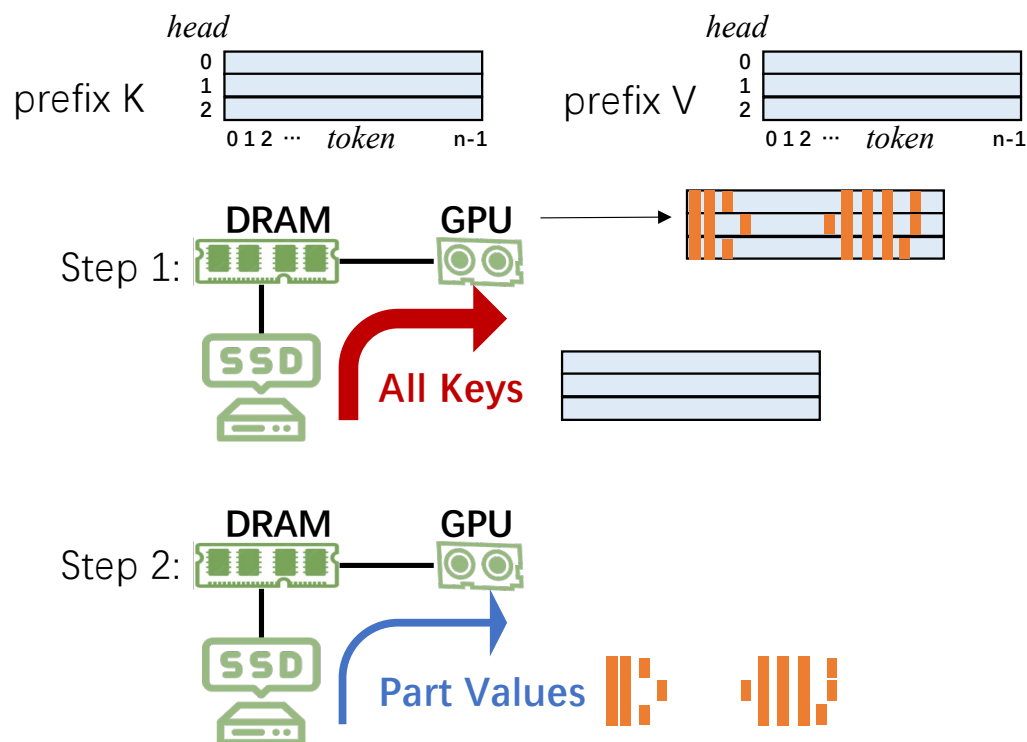 head
0
1
2
prefix K
0 1 2 ... token n-1
head
0
1
2
prefix V
0 1 2 ... token n-1
Step 1:
DRAM
GPU
SSD
All Keys
Step 2:
DRAM
GPU
SSD
Part Values